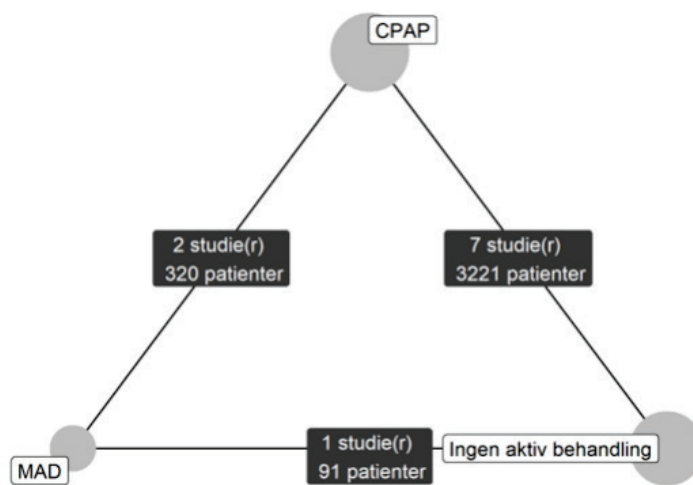 CPAP
2 studie(r)
320 patienter
7 studie(r)
3221 patienter
1 studie(r)
91 patienter
Ingen aktiv behandling
MAD